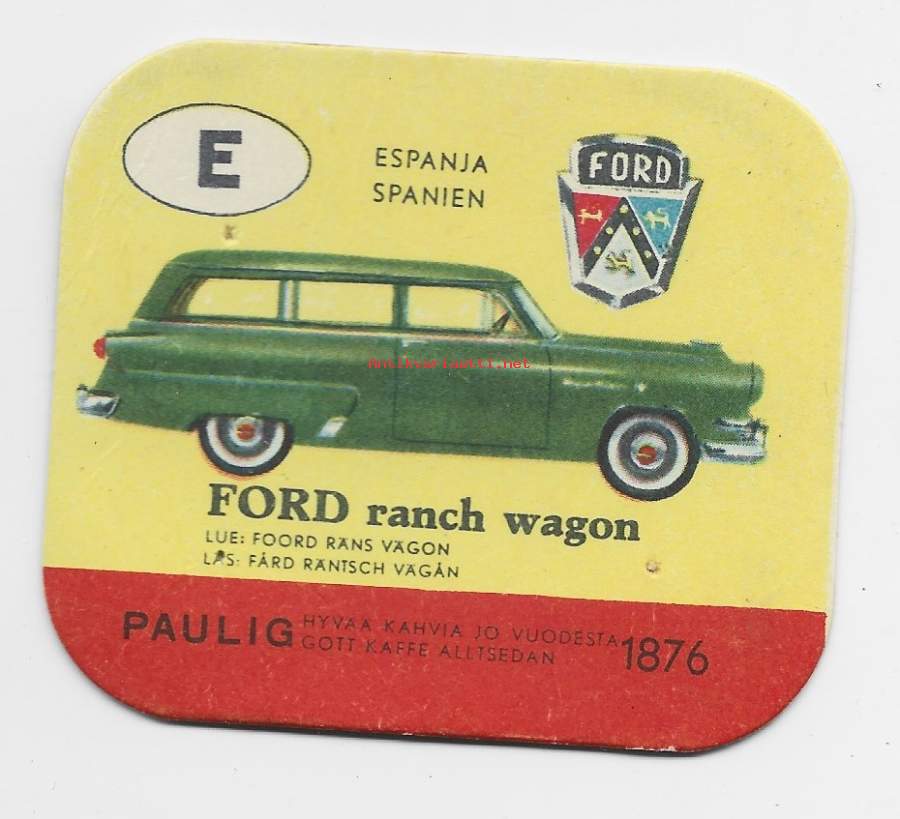 E
ESPANJA
SPANIEN
FORD
Antikvariaatti.net
FORD ranch wagon
LUE: FOORD RÄNS VÄGON
LÄS: FÅRD RÄNTSCH VÄGÅN
PAULIG HYVÄÄ KAHVIA JO VUODESTA 1876
GOTT KAFFE ALLTSEDAN